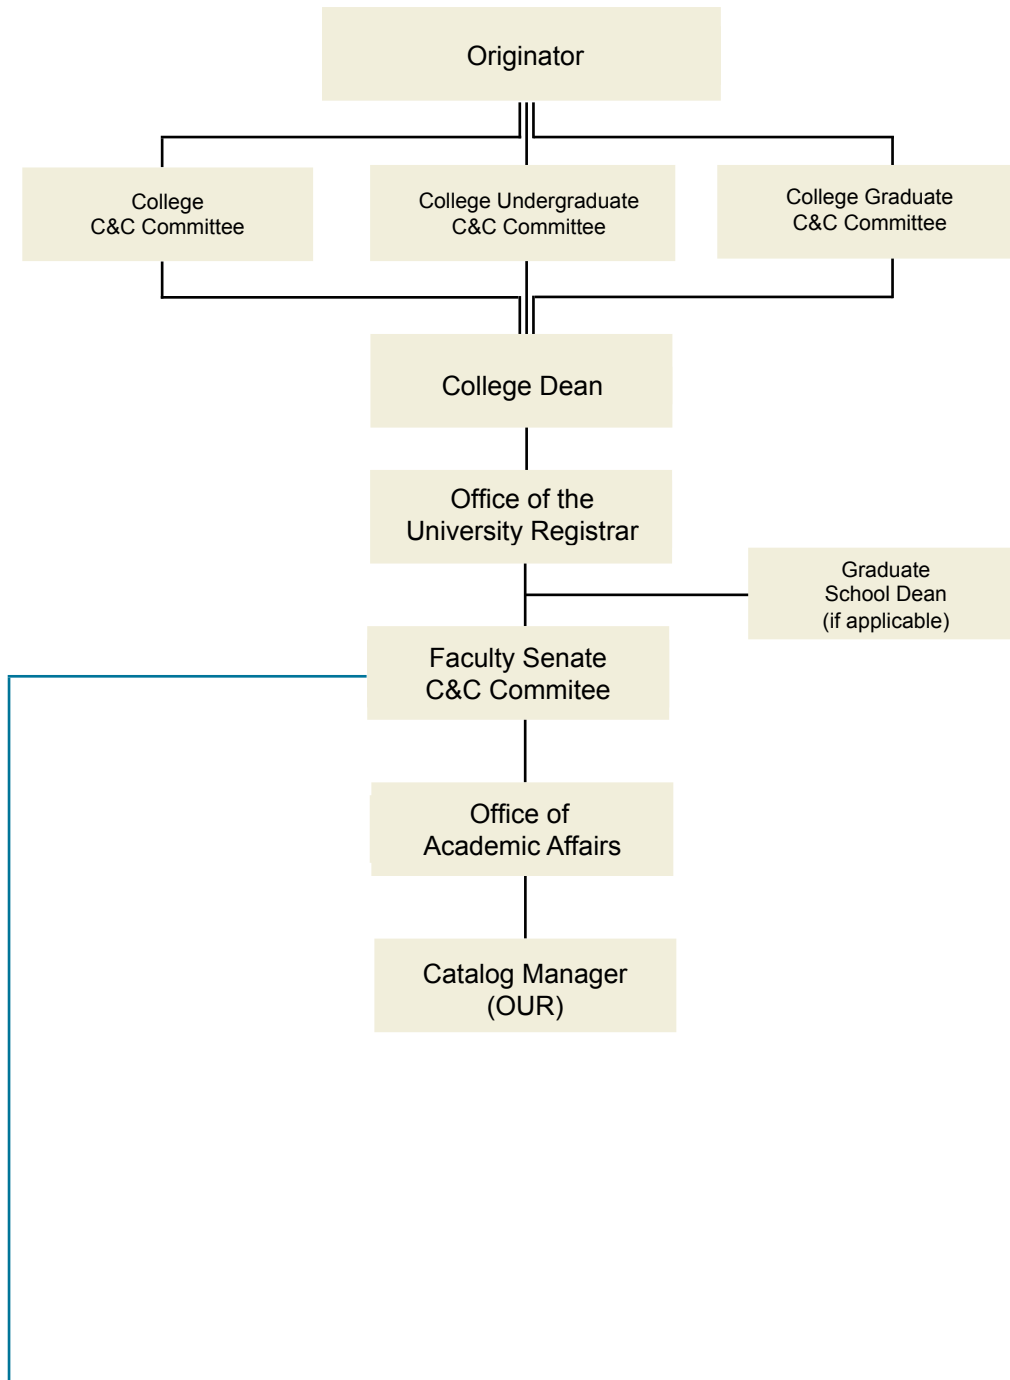 Originator
College
C&C Committee
College Undergraduate
C&C Committee
College Graduate
C&C Committee
College Dean
Office of the
University Registrar
Graduate
School Dean
(if applicable)
Faculty Senate
C&C Commitee
Office of
Academic Affairs
Catalog Manager
(OUR)